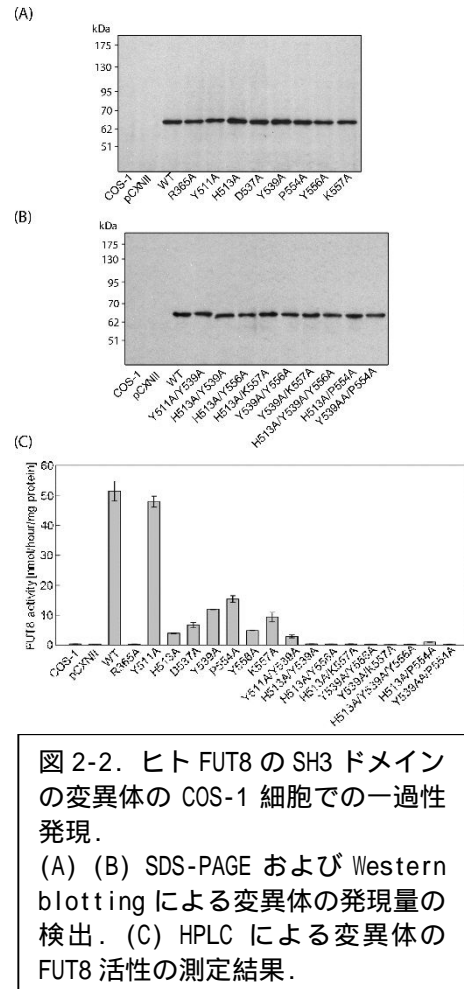 (A)
kDa
175
130
95
70
62
51
COS-1
pCXNII
WT
R365A
Y511A
H513A
D537A
Y539A
P554A
Y556A
K557A
(B)
kDa
175
130
95
70
62
51
COS-1
pCXNII
WT
Y511A/Y539A
H513A/Y539A
H513A/Y556A
H513A/K557A
Y539A/Y556A
Y539A/K557A
H513A/Y539A/Y556A
H513A/P554A
Y539AA/P554A
(C)
FUT8 activity [nmol/hour/mg protein]
60
50
40
30
20
10
0
COS-1
pCXNII
WT
R365A
Y511A
H513A
D537A
Y539A
P554A
K557A
Y511A/Y539A
H513A/Y539A
H513A/Y556A
H513A/K557A
Y539A/Y556A
Y539A/K557A
H513A/Y539A/Y556A
H513A/P554A
Y539AA/P554A
図 2-2. ヒト FUT8 の SH3 ドメイン
の変異体の COS-1 細胞での一過性
発現.
(A) (B) SDS-PAGE および Western
blotting による変異体の発現量の
検出. (C) HPLC による変異体の
FUT8 活性の測定結果.